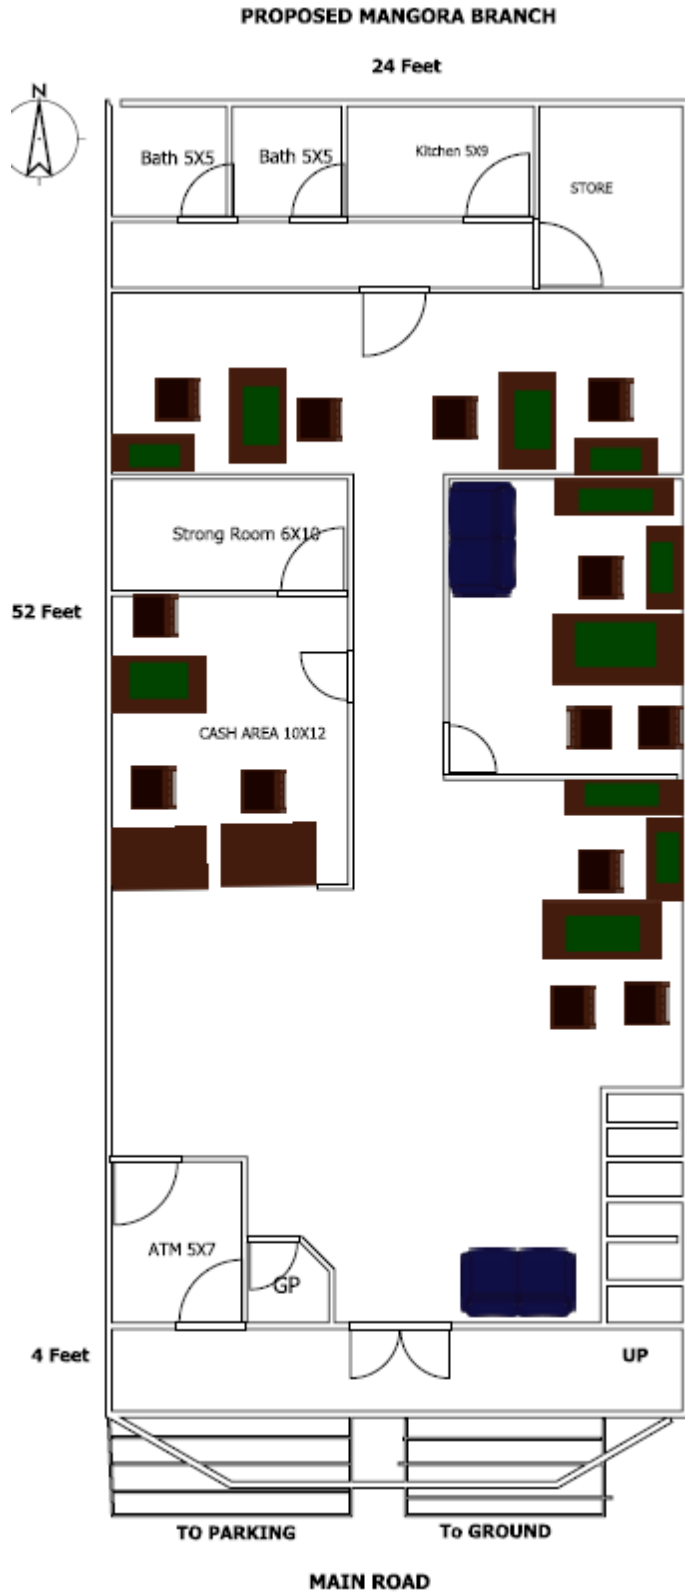 PROPOSED MANGORA BRANCH
24 Feet
N
Bath 5X5
Bath 5X5
Kitchen 5X9
STORE
Strong Room 6X10
52 Feet
CASH AREA 10X12
ATM 5X7
GP
4 Feet
UP
TO PARKING
To GROUND
MAIN ROAD